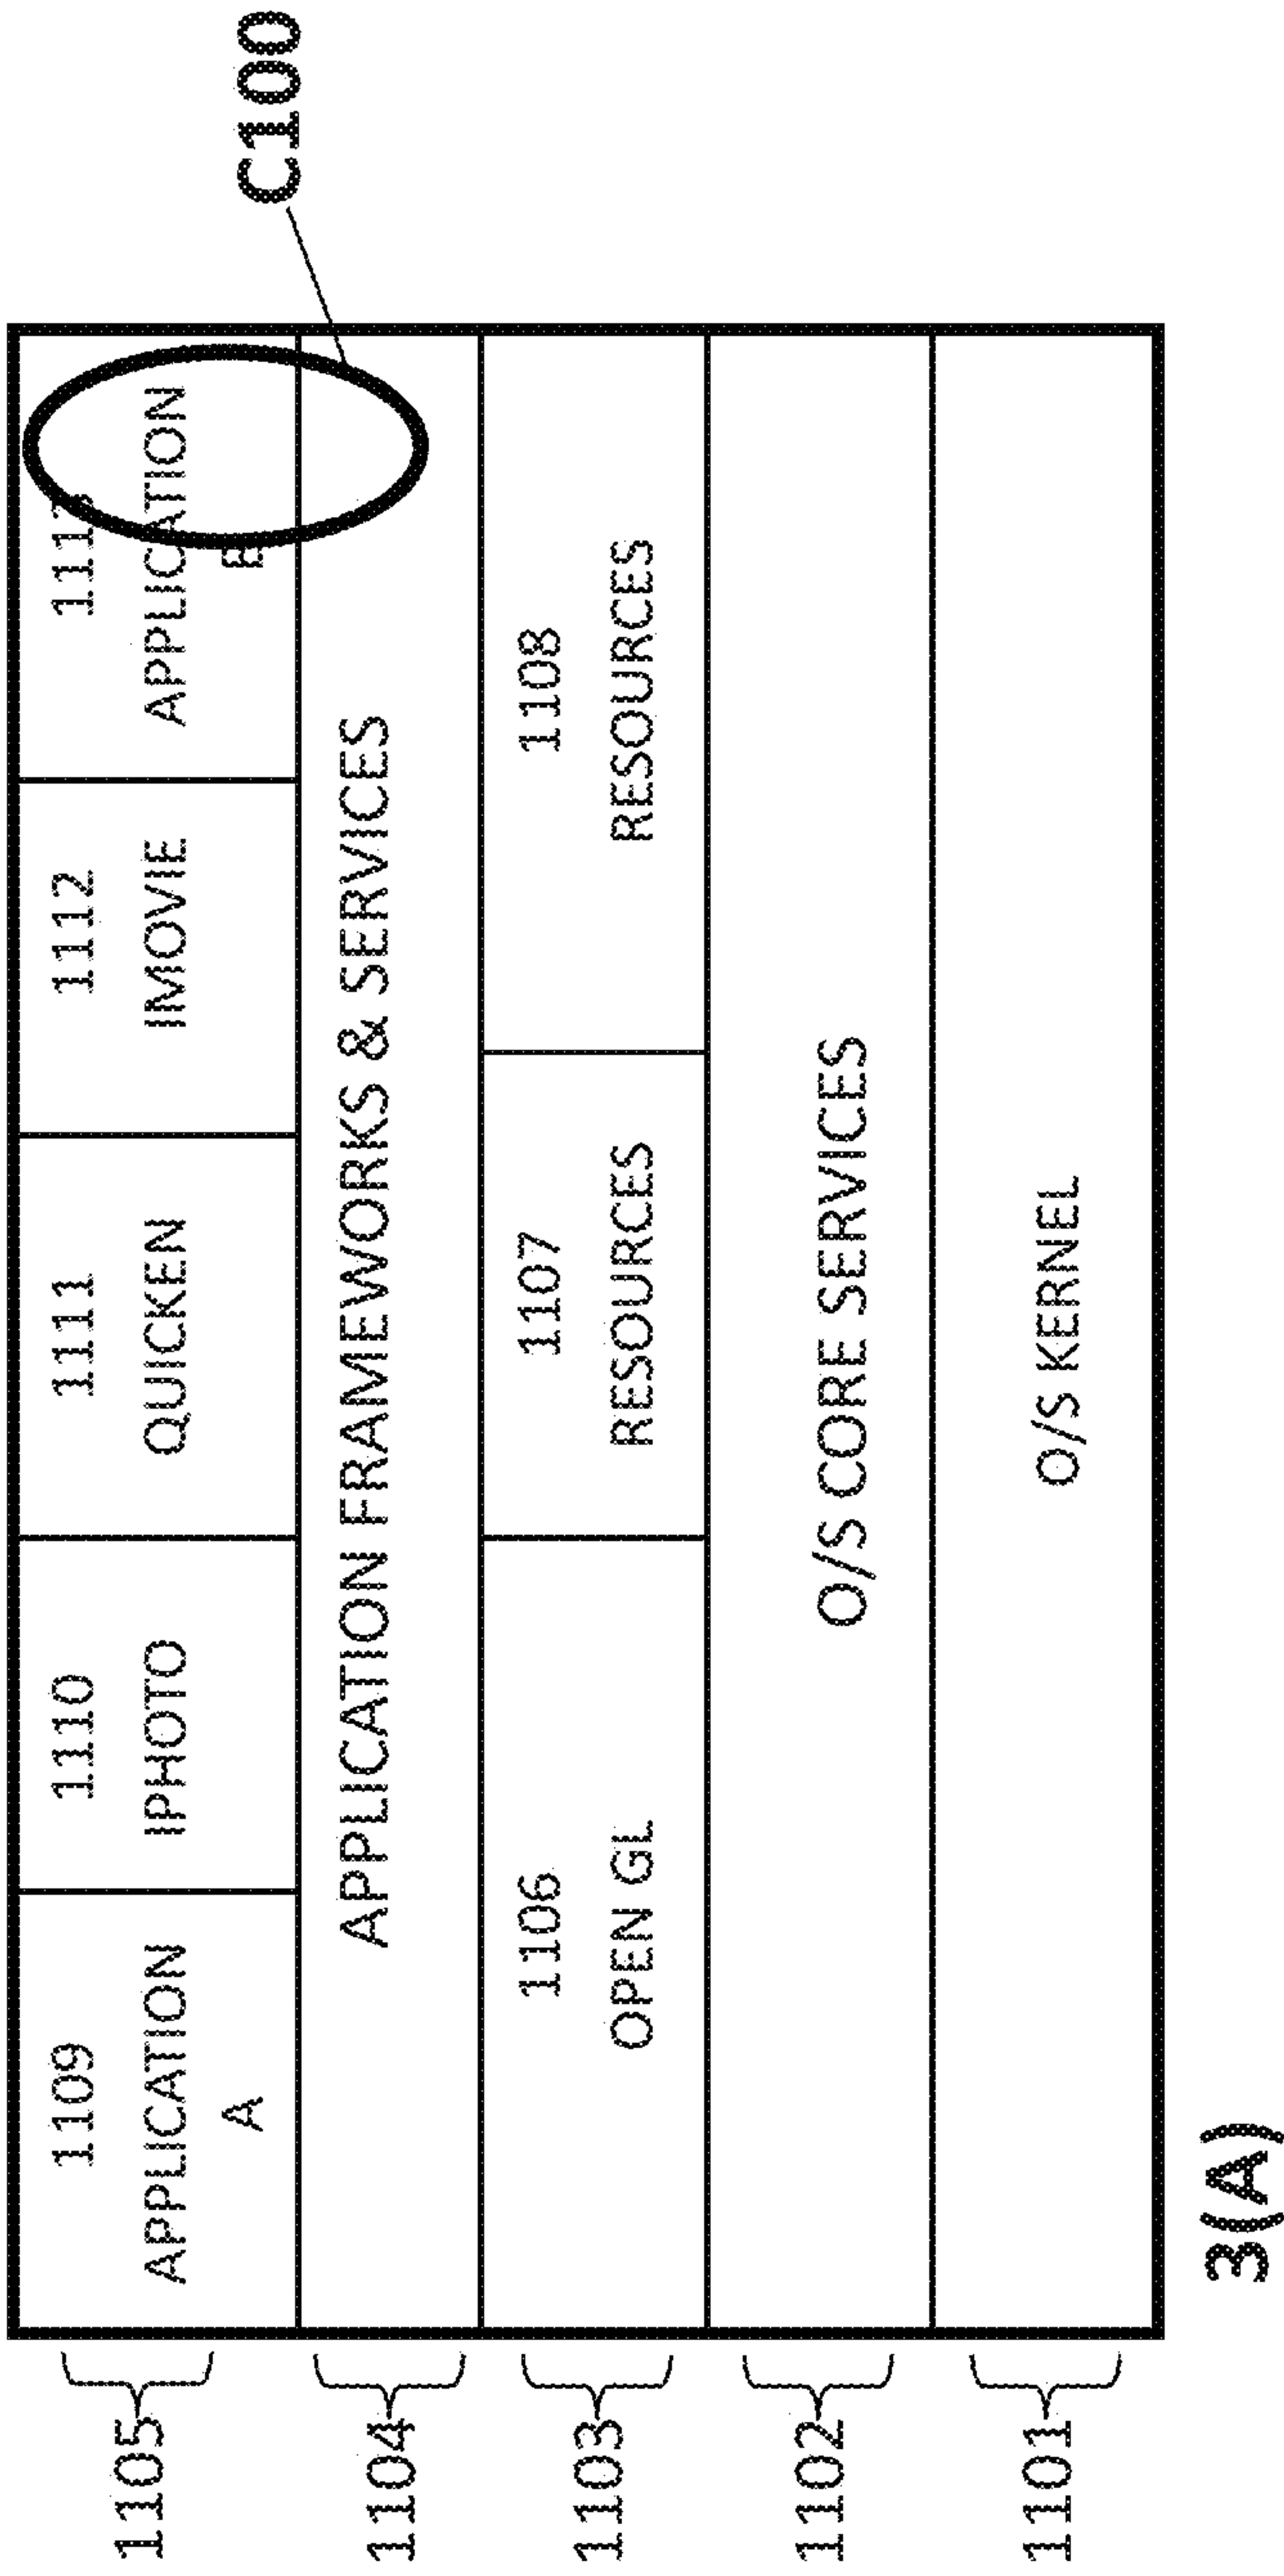 C100
1105
1109
APPLICATION
A
1110
IPHOTO
1111
QUICKEN
1112
IMOVIE
APPLICATION
1104
APPLICATION FRAMEWORKS & SERVICES
1103
1106
OPEN GL
1107
RESOURCES
1108
RESOURCES
1102
O/S CORE SERVICES
1101
O/S KERNEL
3(A)